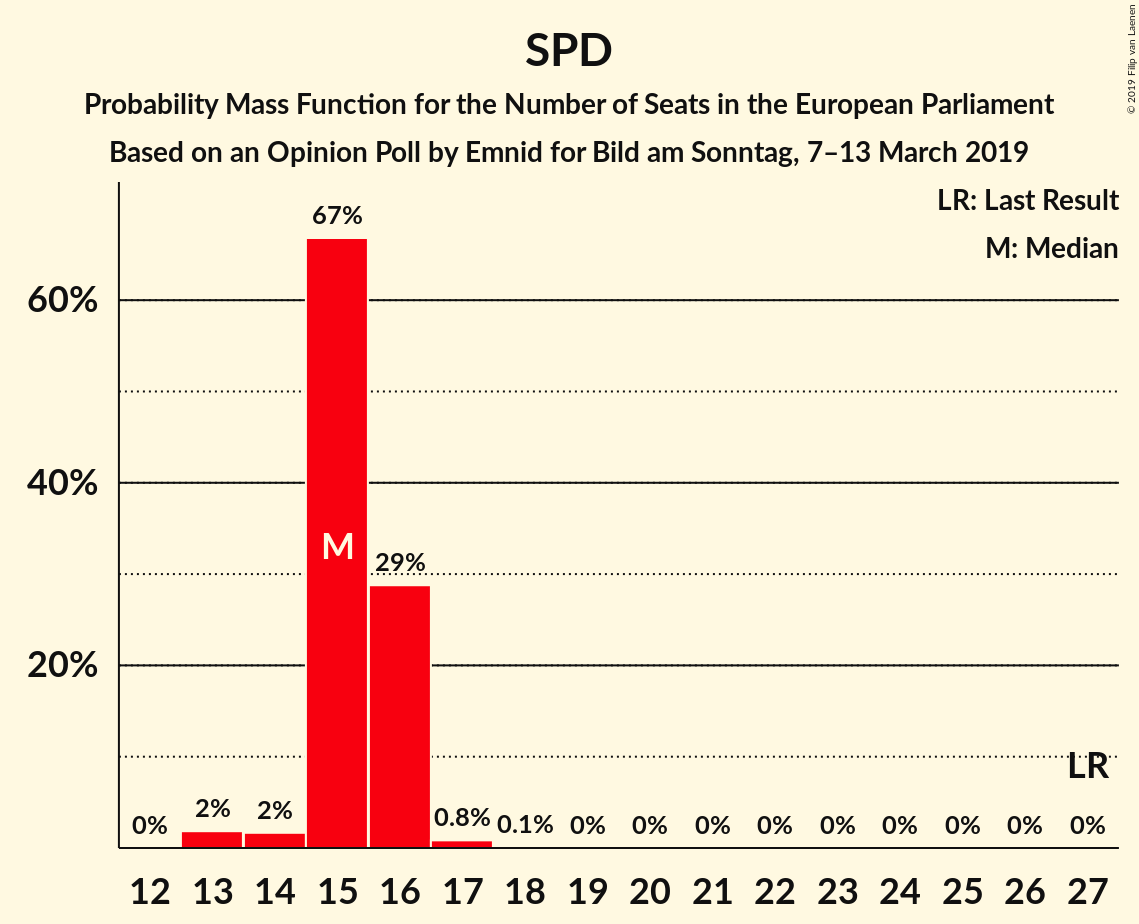 SPD
Probability Mass Function for the Number of Seats in the European Parliament
Based on an Opinion Poll by Emnid for Bild am Sonntag, 7–13 March 2019
© 2019 Filip van Laenen
LR: Last Result
M: Median
67%
60%
40%
M
29%
20%
LR
0% 2% 2% 0.8% 0.1% 0% 0% 0% 0% 0% 0% 0% 0% 0%
12 13 14 15 16 17 18 19 20 21 22 23 24 25 26 27